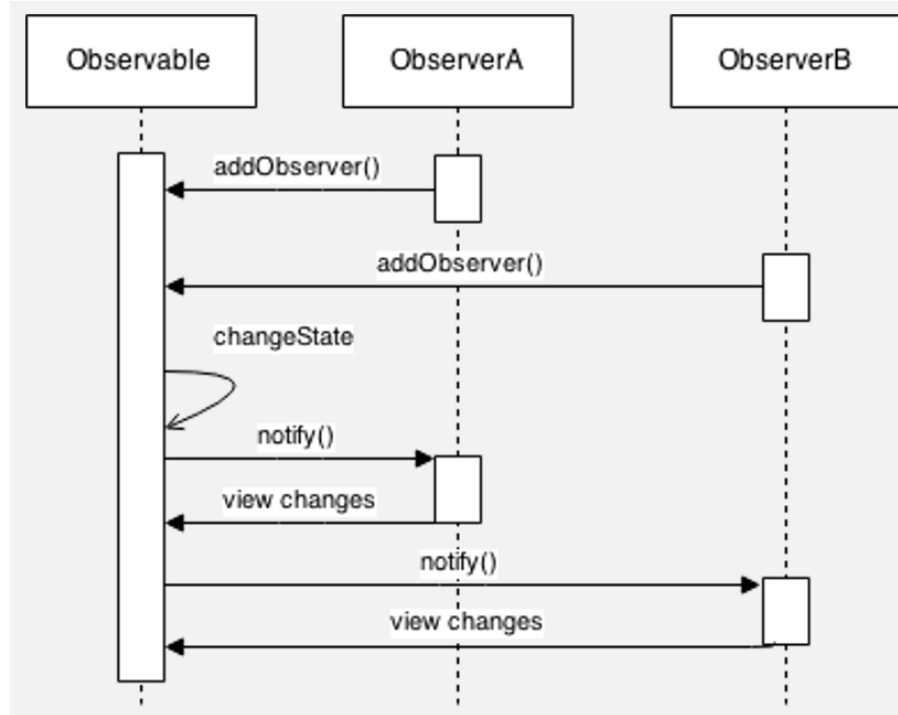 Observable
ObserverA
ObserverB
addObserver()
addObserver()
changeState
notify()
view changes
notify()
view changes